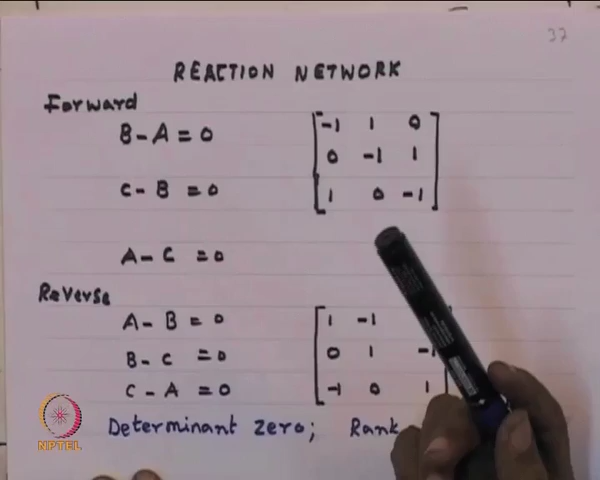 37
REACTION NETWORK
Forward
B - A = 0
C - B = 0
A - C = 0
-1 1 0
0 -1 1
1 0 -1
Reverse
A - B = 0
B - C = 0
C - A = 0
1 -1
0 1 -1
-1 0 1
Determinant zero; Rank
NPTEL